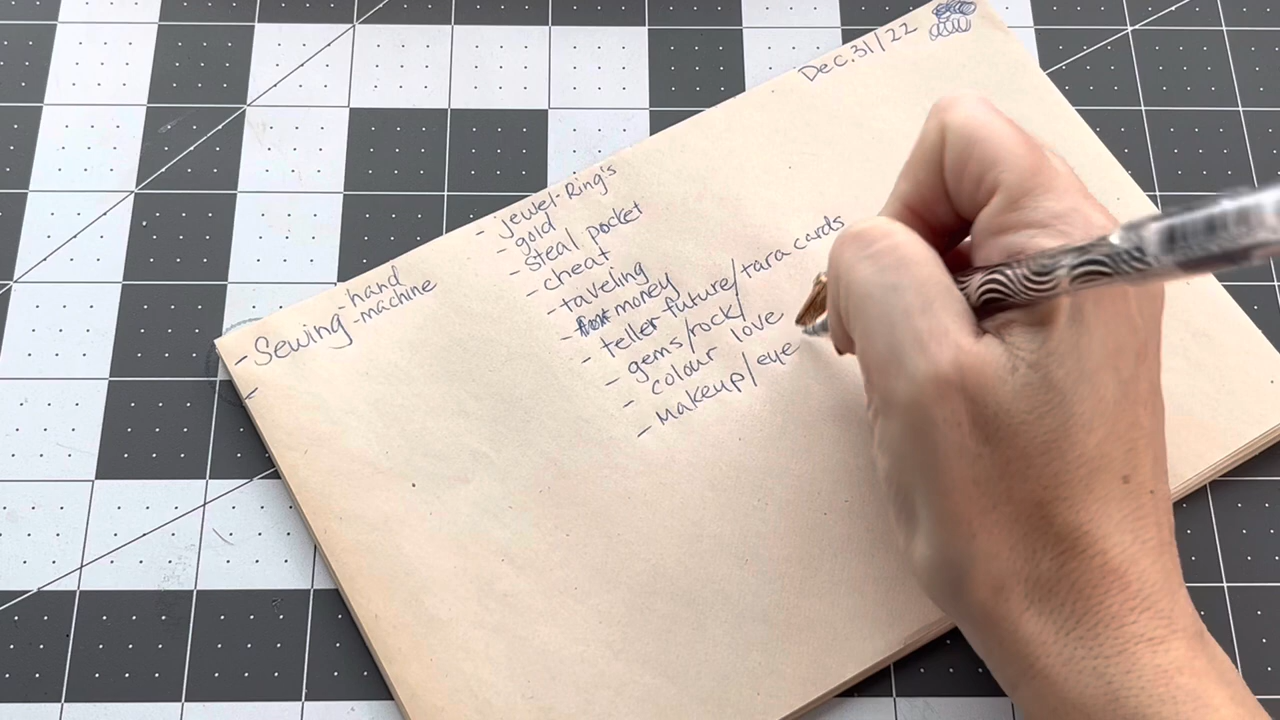 Dec.31/22
- Sewing -hand
-machine
-
- jewel-Ring's
- gold
- steal pocket
- cheat
- taveling
- money
- teller future/tara cards
- gems/rock/
- colour love
- makeup/eye